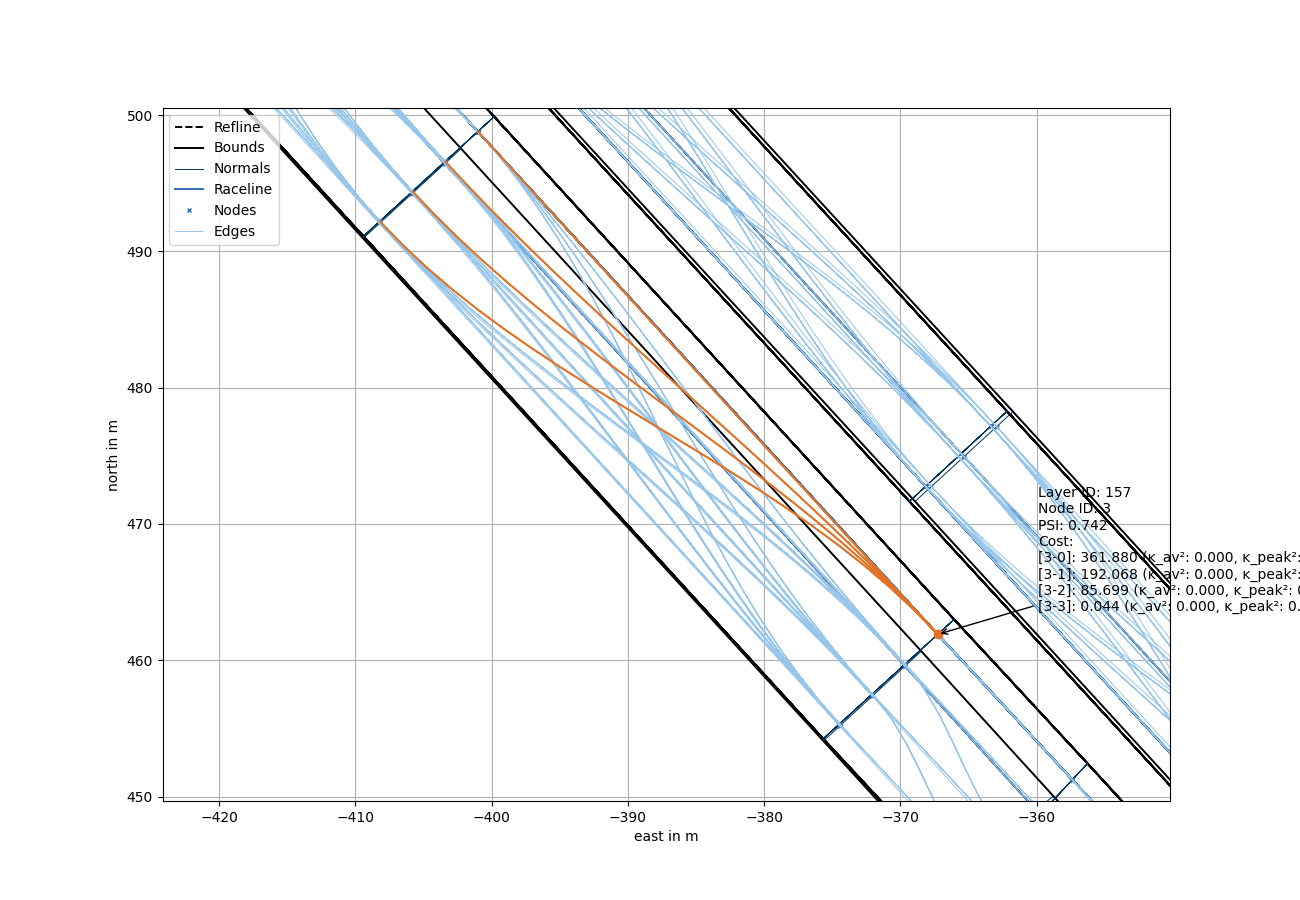 500
490
480
470
460
450
north in m
Refline
Bounds
Normals
Raceline
Nodes
Edges
Layer ID: 157
Node ID: 3
PSI: 0.742
Cost:
[3-0]: 361.880 (κ_av²: 0.000, κ_peak²:
[3-1]: 192.068 (κ_av²: 0.000, κ_peak²:
[3-2]: 85.699 (κ_av²: 0.000, κ_peak²: 0
[3-3]: 0.044 (κ_av²: 0.000, κ_peak²: 0.
−420 −410 −400 −390 −380 −370 −360
east in m